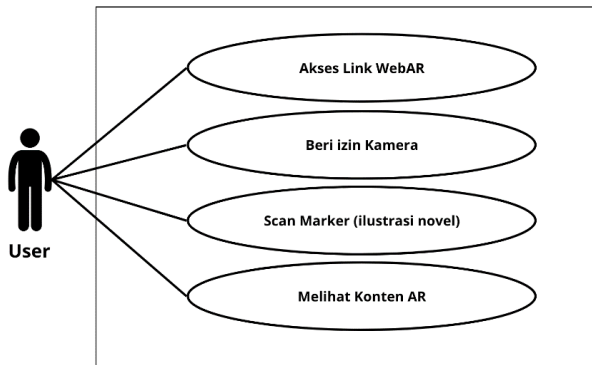 Akses Link WebAR
Beri izin Kamera
Scan Marker (ilustrasi novel)
User
Melihat Konten AR